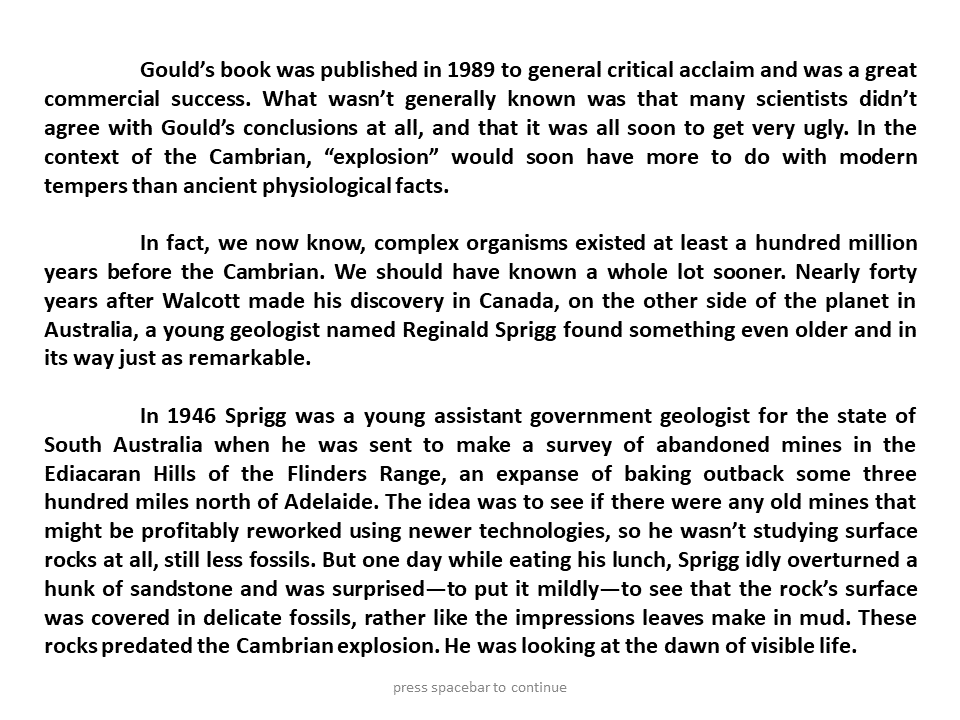 Gould’s book was published in 1989 to general critical acclaim and was a great
commercial success. What wasn’t generally known was that many scientists didn’t
agree with Gould’s conclusions at all, and that it was all soon to get very ugly. In the
context of the Cambrian, “explosion” would soon have more to do with modern
tempers than ancient physiological facts.
In fact, we now know, complex organisms existed at least a hundred million
years before the Cambrian. We should have known a whole lot sooner. Nearly forty
years after Walcott made his discovery in Canada, on the other side of the planet in
Australia, a young geologist named Reginald Sprigg found something even older and in
its way just as remarkable.
In 1946 Sprigg was a young assistant government geologist for the state of
South Australia when he was sent to make a survey of abandoned mines in the
Ediacaran Hills of the Flinders Range, an expanse of baking outback some three
hundred miles north of Adelaide. The idea was to see if there were any old mines that
might be profitably reworked using newer technologies, so he wasn’t studying surface
rocks at all, still less fossils. But one day while eating his lunch, Sprigg idly overturned a
hunk of sandstone and was surprised—to put it mildly—to see that the rock’s surface
was covered in delicate fossils, rather like the impressions leaves make in mud. These
rocks predated the Cambrian explosion. He was looking at the dawn of visible life.
press spacebar to continue